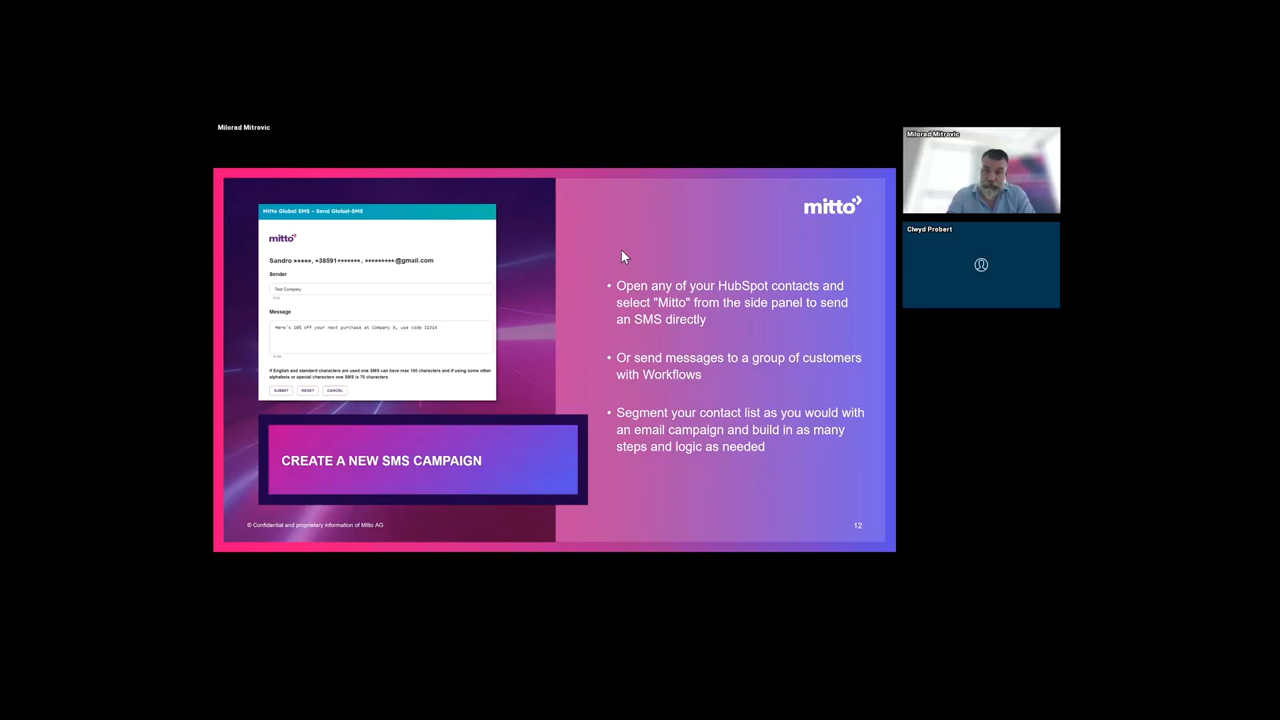 Milorad Mitrovic
Mitto Global SMS – Send Global-SMS
mitto
Sandro *****, +38591*******, *********@gmail.com
Sender
Test Company
Message
Here's 10% off your next purchase at Company X, use code 32314
If English and standard characters are used one SMS can have max 160 characters and if using some other
alphabets or special characters one SMS is 70 characters
SUBMIT RESET CANCEL
CREATE A NEW SMS CAMPAIGN
© Confidential and proprietary information of Mitto AG
mitto
• Open any of your HubSpot contacts and
select "Mitto" from the side panel to send
an SMS directly
• Or send messages to a group of customers
with Workflows
• Segment your contact list as you would with
an email campaign and build in as many
steps and logic as needed
12
Milorad Mitrovic
Clwyd Probert